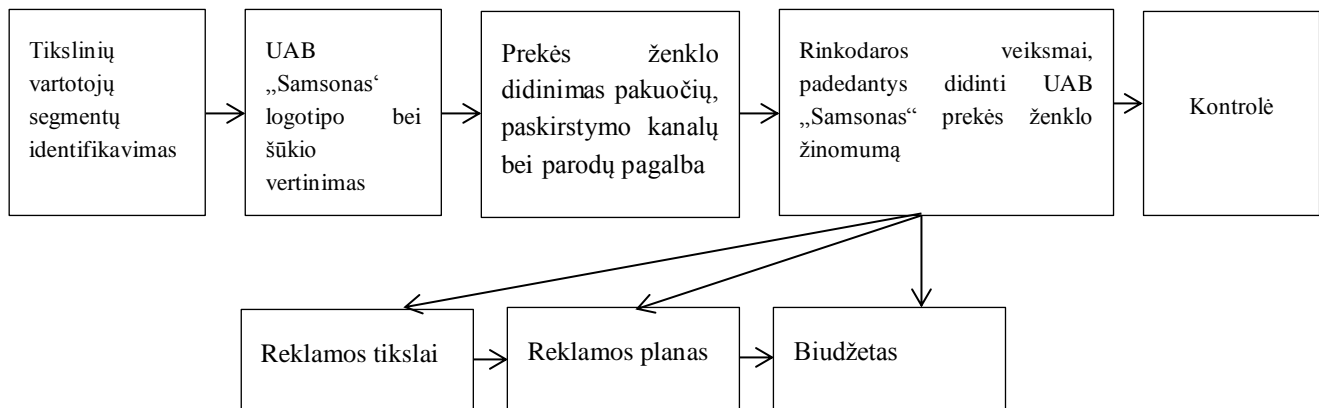 Tikslinių
vartotojų
segmentų
identifikavimas
UAB
„Samsonas‘
logotipo bei
šūkio
vertinimas
Prekės ženklo
didinimas pakuočių,
paskirstymo kanalų
bei parodų pagalba
Rinkodaros veiksmai,
padedantys didinti UAB
„Samsonas“ prekės ženklo
žinomumą
Kontrolė
Reklamos tikslai
Reklamos planas
Biudžetas